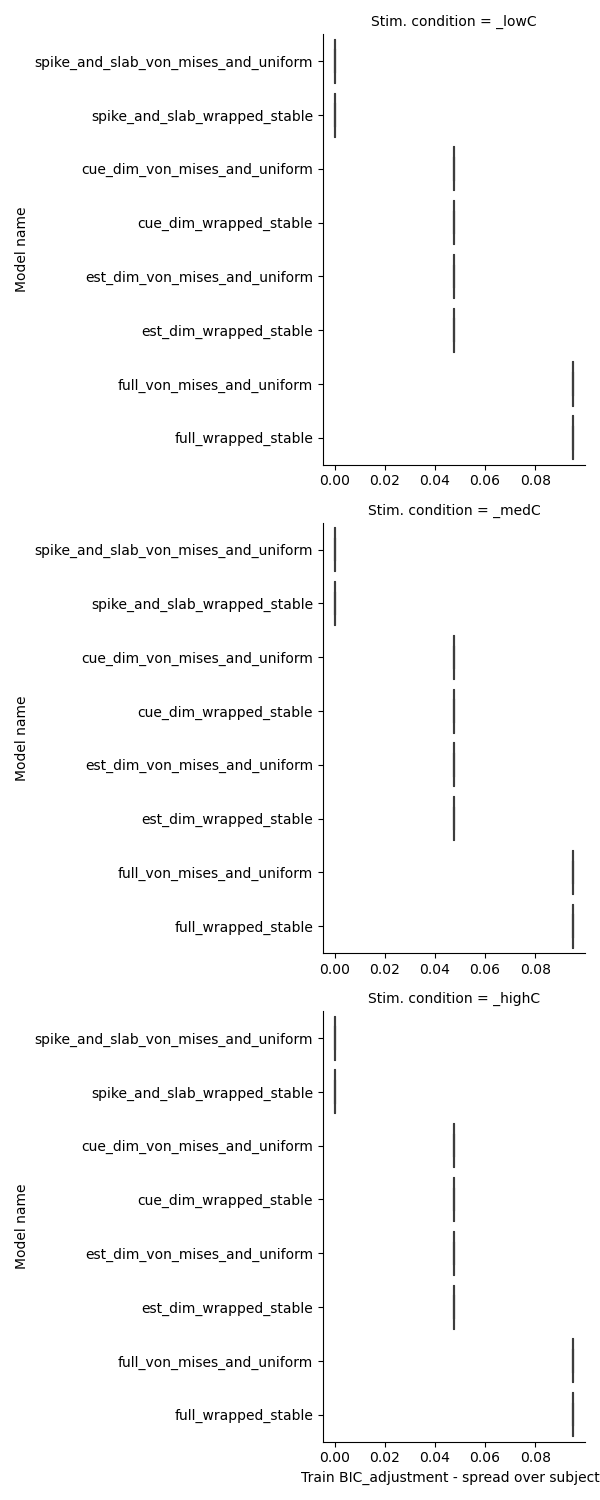 Stim. condition = _lowC
spike_and_slab_von_mises_and_uniform
spike_and_slab_wrapped_stable
cue_dim_von_mises_and_uniform
cue_dim_wrapped_stable
est_dim_von_mises_and_uniform
est_dim_wrapped_stable
full_von_mises_and_uniform
full_wrapped_stable
Model name
0.00 0.02 0.04 0.06 0.08
Stim. condition = _medC
spike_and_slab_von_mises_and_uniform
spike_and_slab_wrapped_stable
cue_dim_von_mises_and_uniform
cue_dim_wrapped_stable
est_dim_von_mises_and_uniform
est_dim_wrapped_stable
full_von_mises_and_uniform
full_wrapped_stable
Model name
0.00 0.02 0.04 0.06 0.08
Stim. condition = _highC
spike_and_slab_von_mises_and_uniform
spike_and_slab_wrapped_stable
cue_dim_von_mises_and_uniform
cue_dim_wrapped_stable
est_dim_von_mises_and_uniform
est_dim_wrapped_stable
full_von_mises_and_uniform
full_wrapped_stable
Model name
0.00 0.02 0.04 0.06 0.08
Train BIC_adjustment - spread over subject